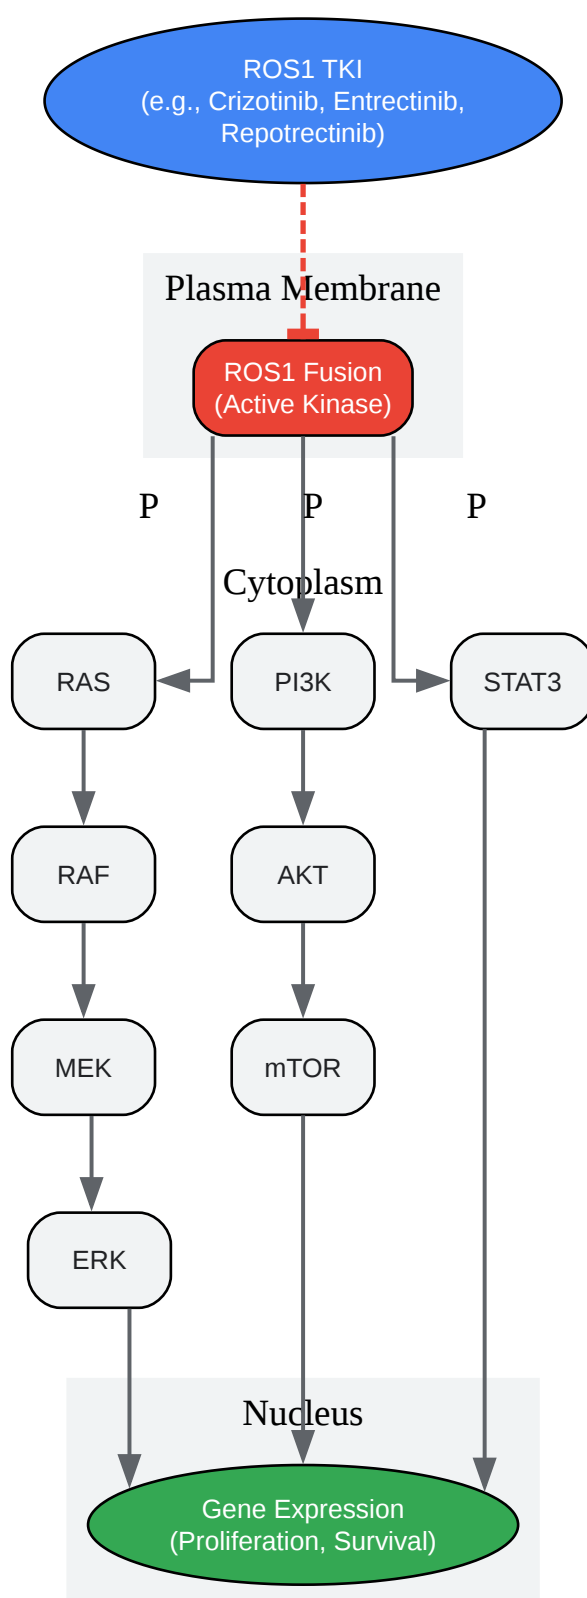 ROS1 TKI
(e.g., Crizotinib, Entrectinib,
Repotrectinib)
Plasma Membrane
ROS1 Fusion
(Active Kinase)
P
P
P
Cytoplasm
RAS
PI3K
STAT3
RAF
AKT
MEK
mTOR
ERK
Nucleus
Gene Expression
(Proliferation, Survival)